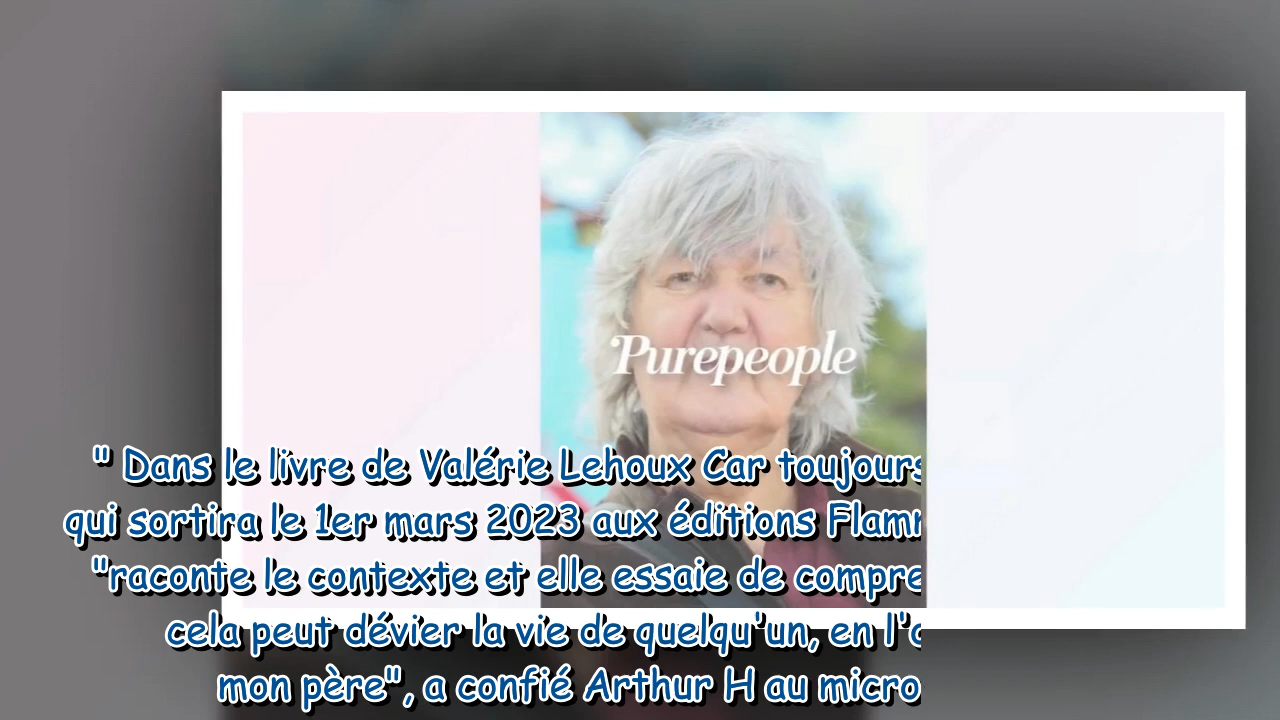 Purepeople
" Dans le livre de Valérie Lehoux Car toujours
qui sortira le 1er mars 2023 aux éditions
"raconte le contexte et elle essaie de
cela peut dévier la vie de quelqu'un, en
mon père", a confié Arthur H au micro